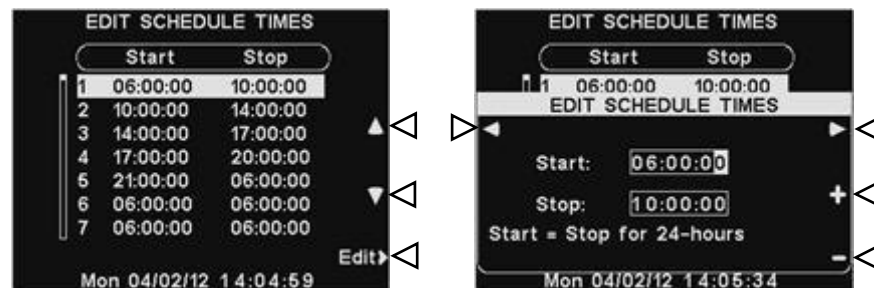 EDIT SCHEDULE TIMES
Start Stop
1 06:00:00 10:00:00
2 10:00:00 14:00:00
3 14:00:00 17:00:00
4 17:00:00 20:00:00
5 21:00:00 06:00:00
6 06:00:00 06:00:00
7 06:00:00 06:00:00
Edit
Mon 04/02/12 14:04:59
EDIT SCHEDULE TIMES
Start Stop
1 06:00:00 10:00:00
EDIT SCHEDULE TIMES
Start: 06:00:00
+
Stop: 10:00:00
Start = Stop for 24-hours
-
Mon 04/02/12 14:05:34